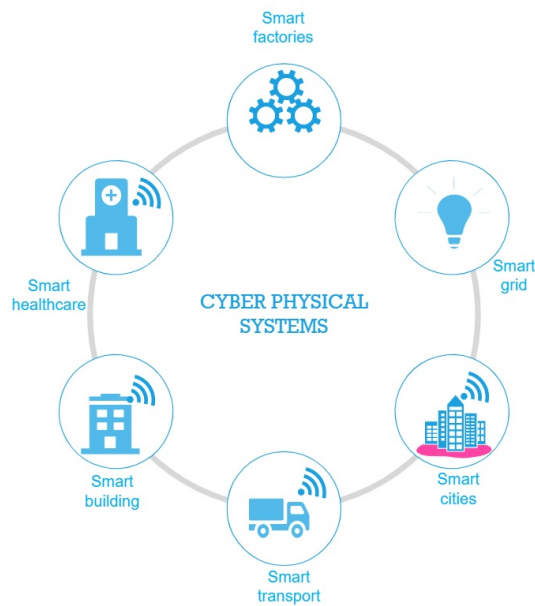 Smart
factories
Smart
grid
Smart
healthcare
CYBER PHYSICAL
SYSTEMS
Smart
building
Smart
cities
Smart
transport